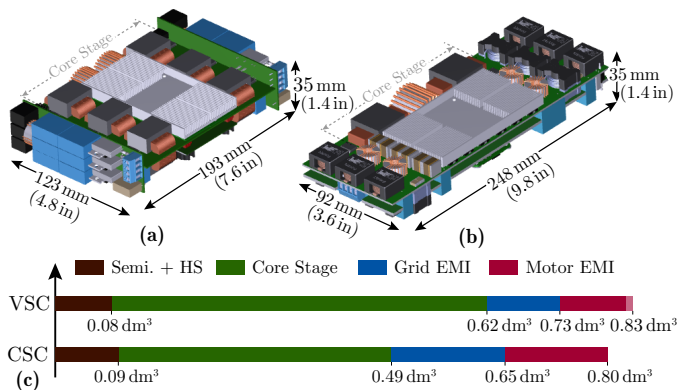 Core Stage
35 mm
(1.4 in)
193 mm
(7.6 in)
123 mm
(4.8 in)
(a)
Core Stage
35 mm
(1.4 in)
248 mm
(9.8 in)
92 mm
(3.6 in)
(b)
Semi. + HS Core Stage Grid EMI Motor EMI
VSC
0.08 dm³ 0.62 dm³ 0.73 dm³ 0.83 dm³
CSC
(c) 0.09 dm³ 0.49 dm³ 0.65 dm³ 0.80 dm³